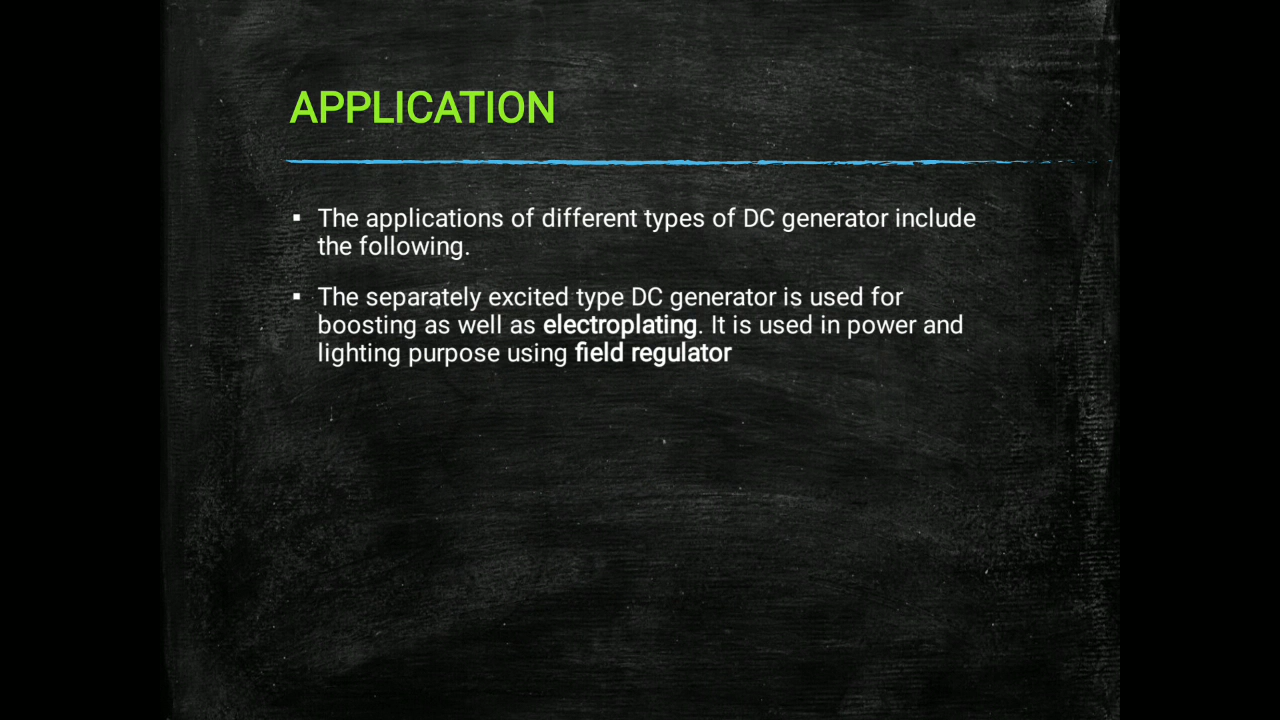 APPLICATION
▪ The applications of different types of DC generator include
the following.
▪ The separately excited type DC generator is used for
boosting as well as electroplating. It is used in power and
lighting purpose using field regulator